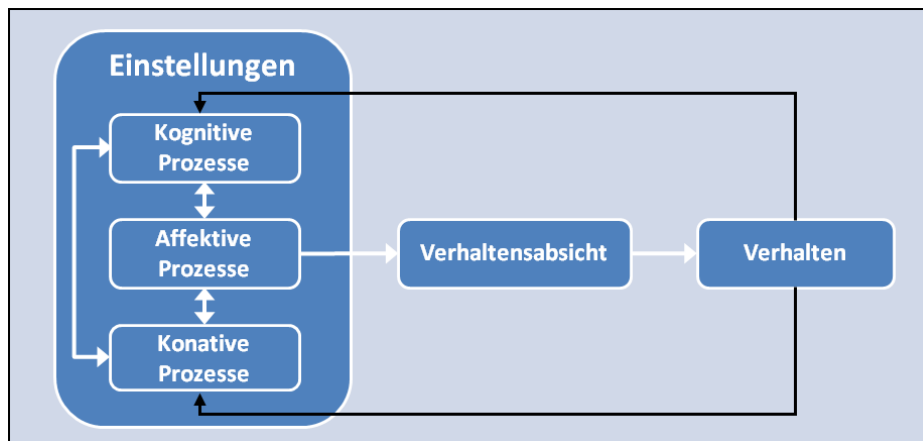 Einstellungen
Kognitive
Prozesse
Affektive
Prozesse
Konative
Prozesse
Verhaltensabsicht
Verhalten